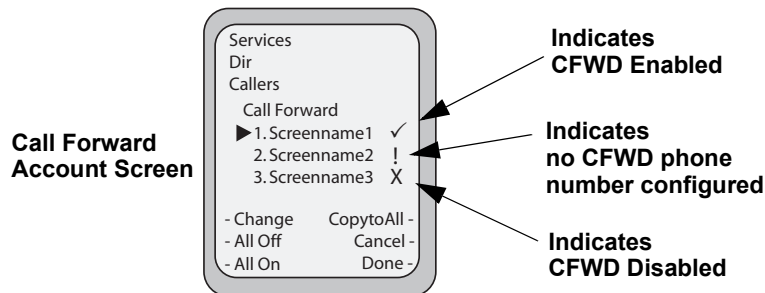 Call Forward
Account Screen
Services
Dir
Callers
Call Forward
▶1. Screenname1 ✓
2. Screenname2 !
3. Screenname3 X
- Change CopytoAll -
- All Off Cancel -
- All On Done -
Indicates
CFWD Enabled
Indicates
no CFWD phone
number configured
Indicates
CFWD Disabled